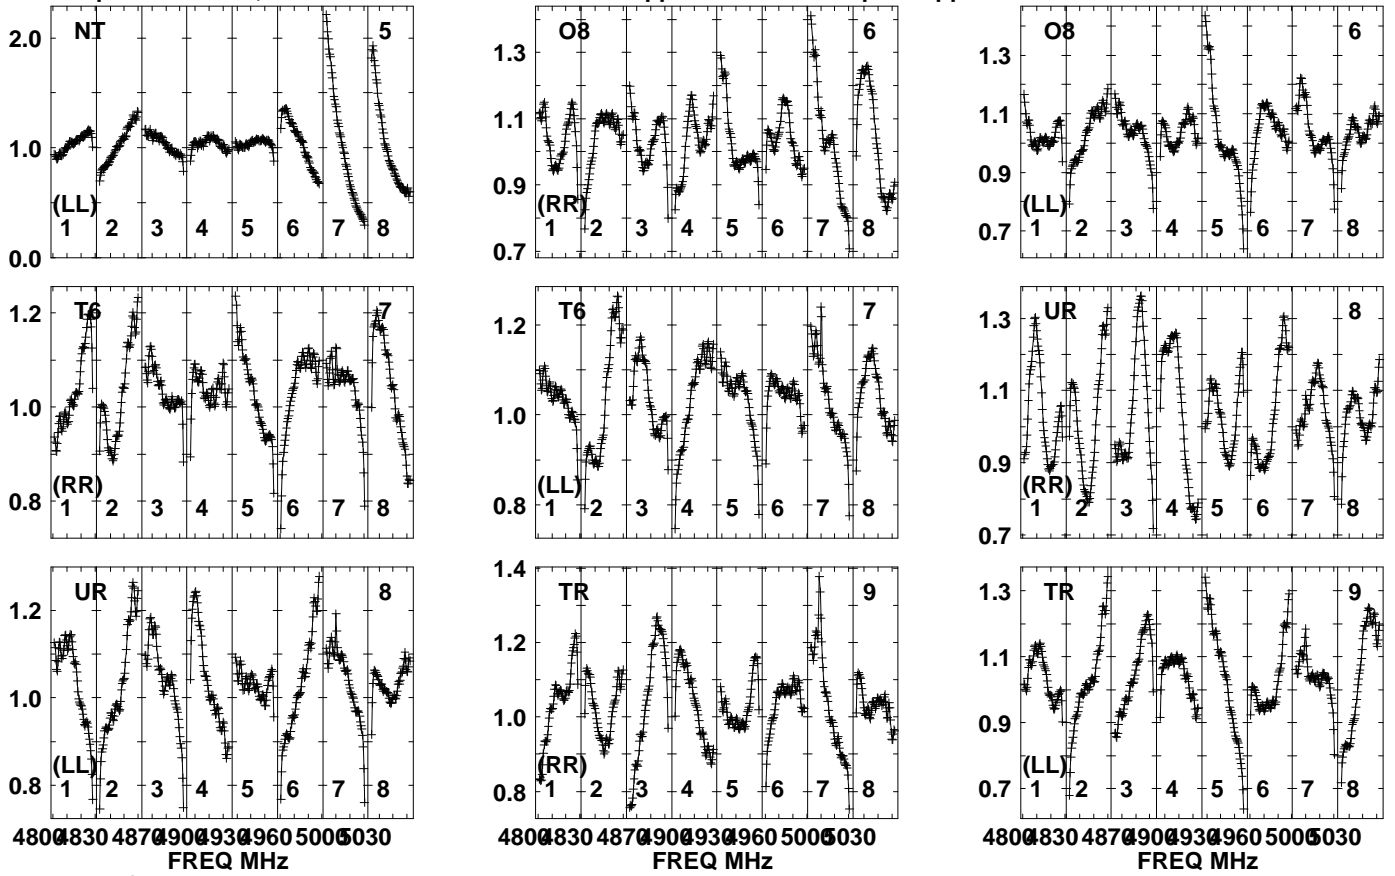 NT 5
2.0
1.0
0.0
(LL)
1 2 3 4 5 6 7 8
O8 6
1.3
1.1
0.9
0.7
(RR)
1 2 3 4 5 6 7 8
O8 6
1.3
1.1
0.9
0.7
(LL)
1 2 3 4 5 6 7 8
T6 7
1.2
1.0
0.8
(RR)
1 2 3 4 5 6 7 8
T6 7
1.2
1.0
0.8
(LL)
1 2 3 4 5 6 7 8
UR 8
1.3
1.1
0.9
0.7
(RR)
1 2 3 4 5 6 7 8
UR 8
1.2
1.0
0.8
(LL)
1 2 3 4 5 6 7 8
4800 4830 4870 4900 4930 4960 5000 5030
FREQ MHz
TR 9
1.4
1.2
1.0
0.8
(RR)
1 2 3 4 5 6 7 8
4800 4830 4870 4900 4930 4960 5000 5030
FREQ MHz
TR 9
1.3
1.1
0.9
0.7
(LL)
1 2 3 4 5 6 7 8
4800 4830 4870 4900 4930 4960 5000 5030
FREQ MHz